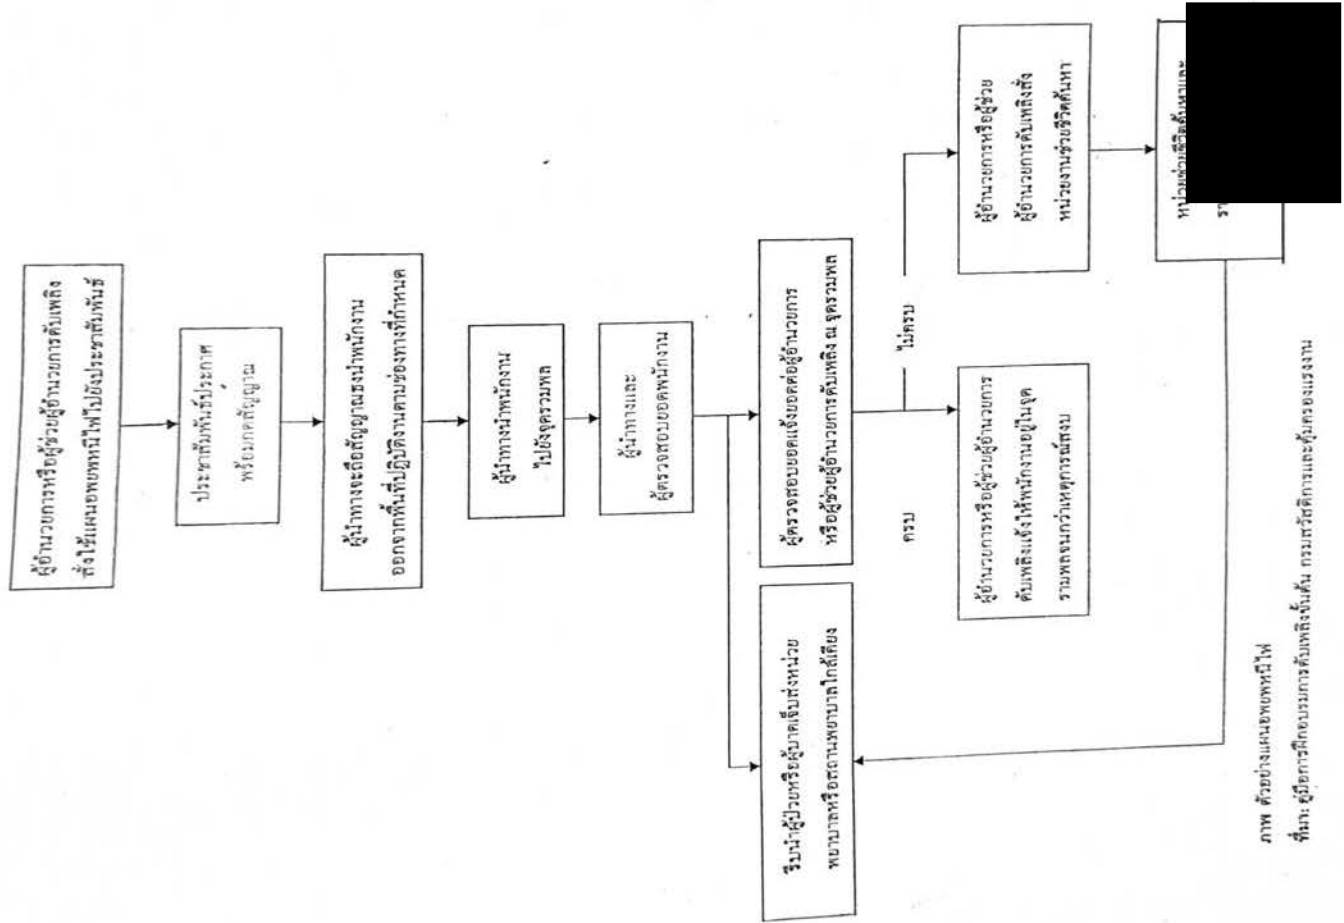 ผู้อำนวยการหรือผู้ช่วยผู้อำนวยการดับเพลิง
สั่งใช้แผนอพยพหนีไฟไปยังประชาสัมพันธ์
ประชาสัมพันธ์ประกาศ
พร้อมกดสัญญาณ
ผู้นำทางจะถือสัญญาณธงนำพนักงาน
ออกจากพื้นที่ปฏิบัติงานตามช่องทางที่กำหนด
ผู้นำทางนำพนักงาน
ไปยังจุดรวมพล
ผู้นำทางและ
ผู้ตรวจสอบยอดพนักงาน
รีบนำผู้ป่วยหรือผู้บาดเจ็บส่งหน่วย
พยาบาลหรือสถานพยาบาลใกล้เคียง
ผู้ตรวจสอบยอดแจ้งยอดต่อผู้อำนวยการ
หรือผู้ช่วยผู้อำนวยการดับเพลิง ณ จุดรวมพล
ครบ
ไม่ครบ
ผู้อำนวยการหรือผู้ช่วยผู้อำนวยการ
ดับเพลิงแจ้งให้พนักงานอยู่ในจุด
รวมพลจนกว่าเหตุการณ์สงบ
ผู้อำนวยการหรือผู้ช่วย
ผู้อำนวยการดับเพลิงสั่ง
หน่วยงานช่วยชีวิตค้นหา
หน่วยช่วยชีวิตค้นหาและ
ภาพ ตัวอย่างแผนอพยพหนีไฟ
ที่มา: คู่มือการฝึกอบรมการดับเพลิงขั้นต้น กรมสวัสดิการและคุ้มครองแรงงาน